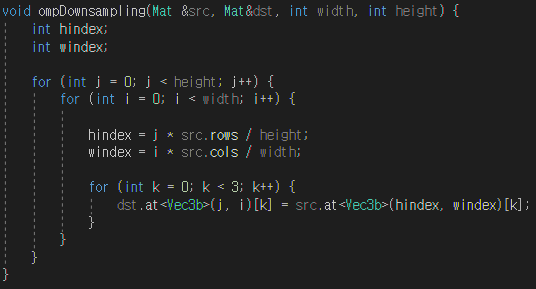 void ompDownsampling(Mat &src, Mat&dst, int width, int height) {
    int hindex;
    int windex;

    for (int j = 0; j < height; j++) {
        for (int i = 0; i < width; i++) {

            hindex = j * src.rows / height;
            windex = i * src.cols / width;

            for (int k = 0; k < 3; k++) {
                dst.at<Vec3b>(j, i)[k] = src.at<Vec3b>(hindex, windex)[k];
            }
        }
    }
}